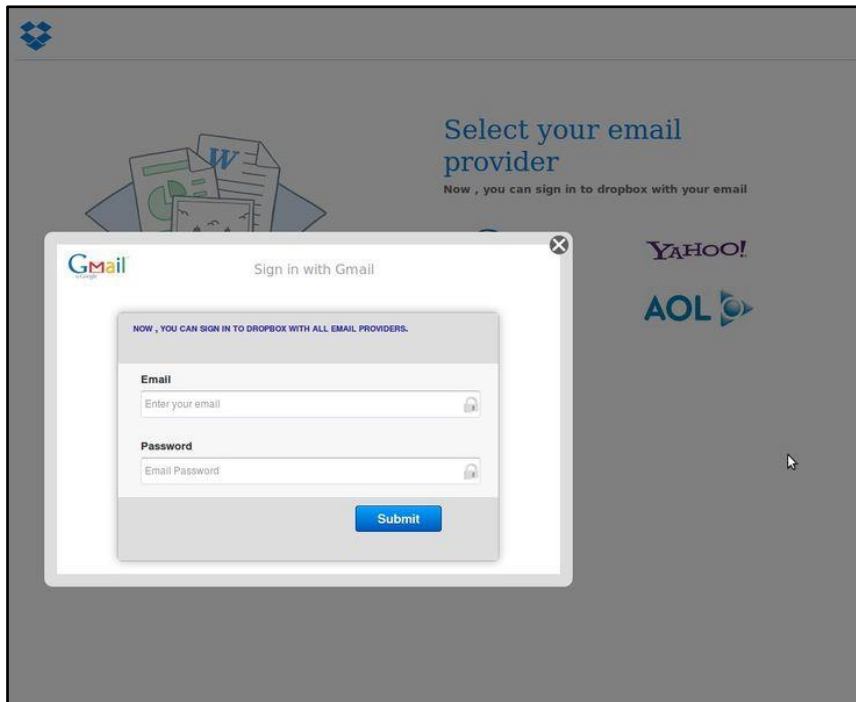 W
Select your email
provider
Now , you can sign in to dropbox with your email
YAHOO!
AOL
Gmail
Sign in with Gmail
NOW , YOU CAN SIGN IN TO DROPBOX WITH ALL EMAIL PROVIDERS.
Email
Enter your email
Password
Email Password
Submit